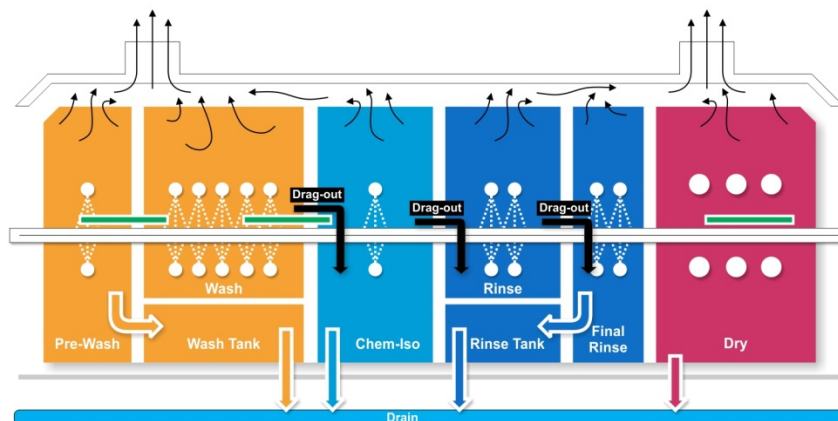 Drag-out
Drag-out
Drag-out
Wash
Rinse
Pre-Wash
Wash Tank
Chem-Iso
Rinse Tank
Final
Rinse
Dry
Drain